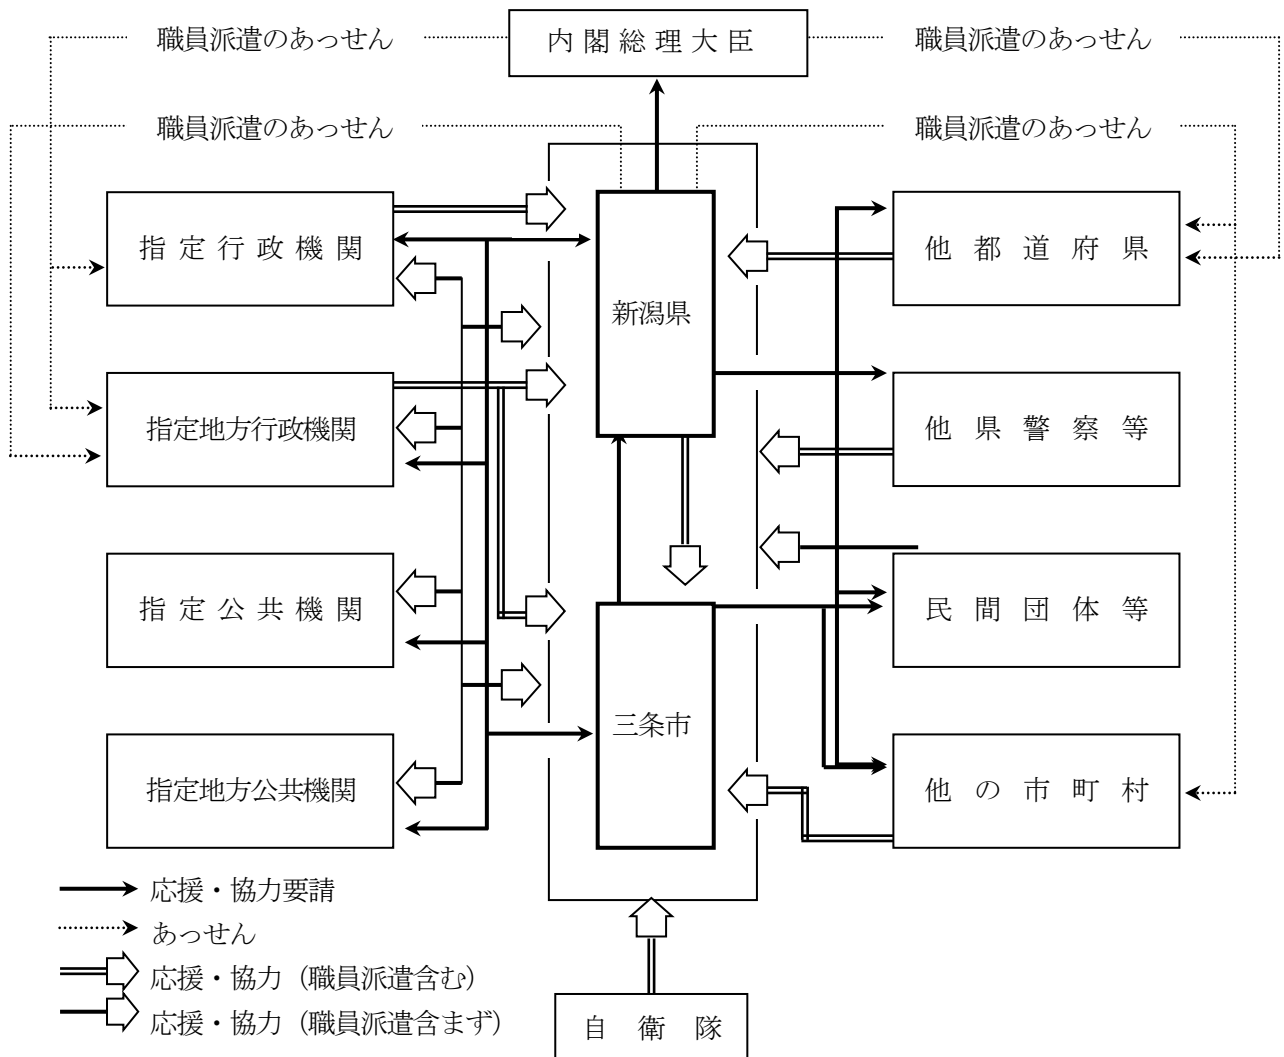 職員派遣のあっせん
内閣総理大臣
職員派遣のあっせん
職員派遣のあっせん
職員派遣のあっせん
指定行政機関
新潟県
他都道府県
指定地方行政機関
他県警察等
指定公共機関
民間団体等
三条市
指定地方公共機関
他の市町村
応援・協力要請
あっせん
応援・協力（職員派遣含む）
応援・協力（職員派遣含まず）
自衛隊